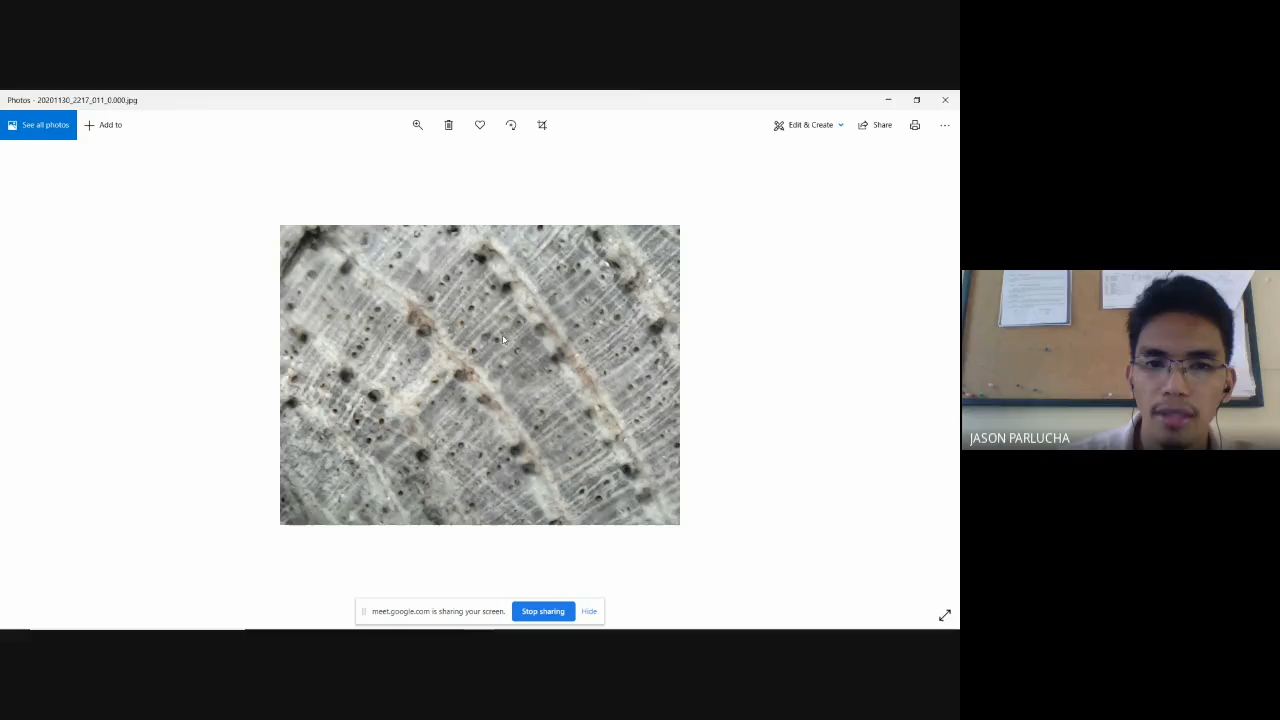 Photos - 20201130_2217_011_0.000.jpg
See all photos
Add to
Edit & Create
Share
JASON PARLUCHA
meet.google.com is sharing your screen.
Stop sharing
Hide